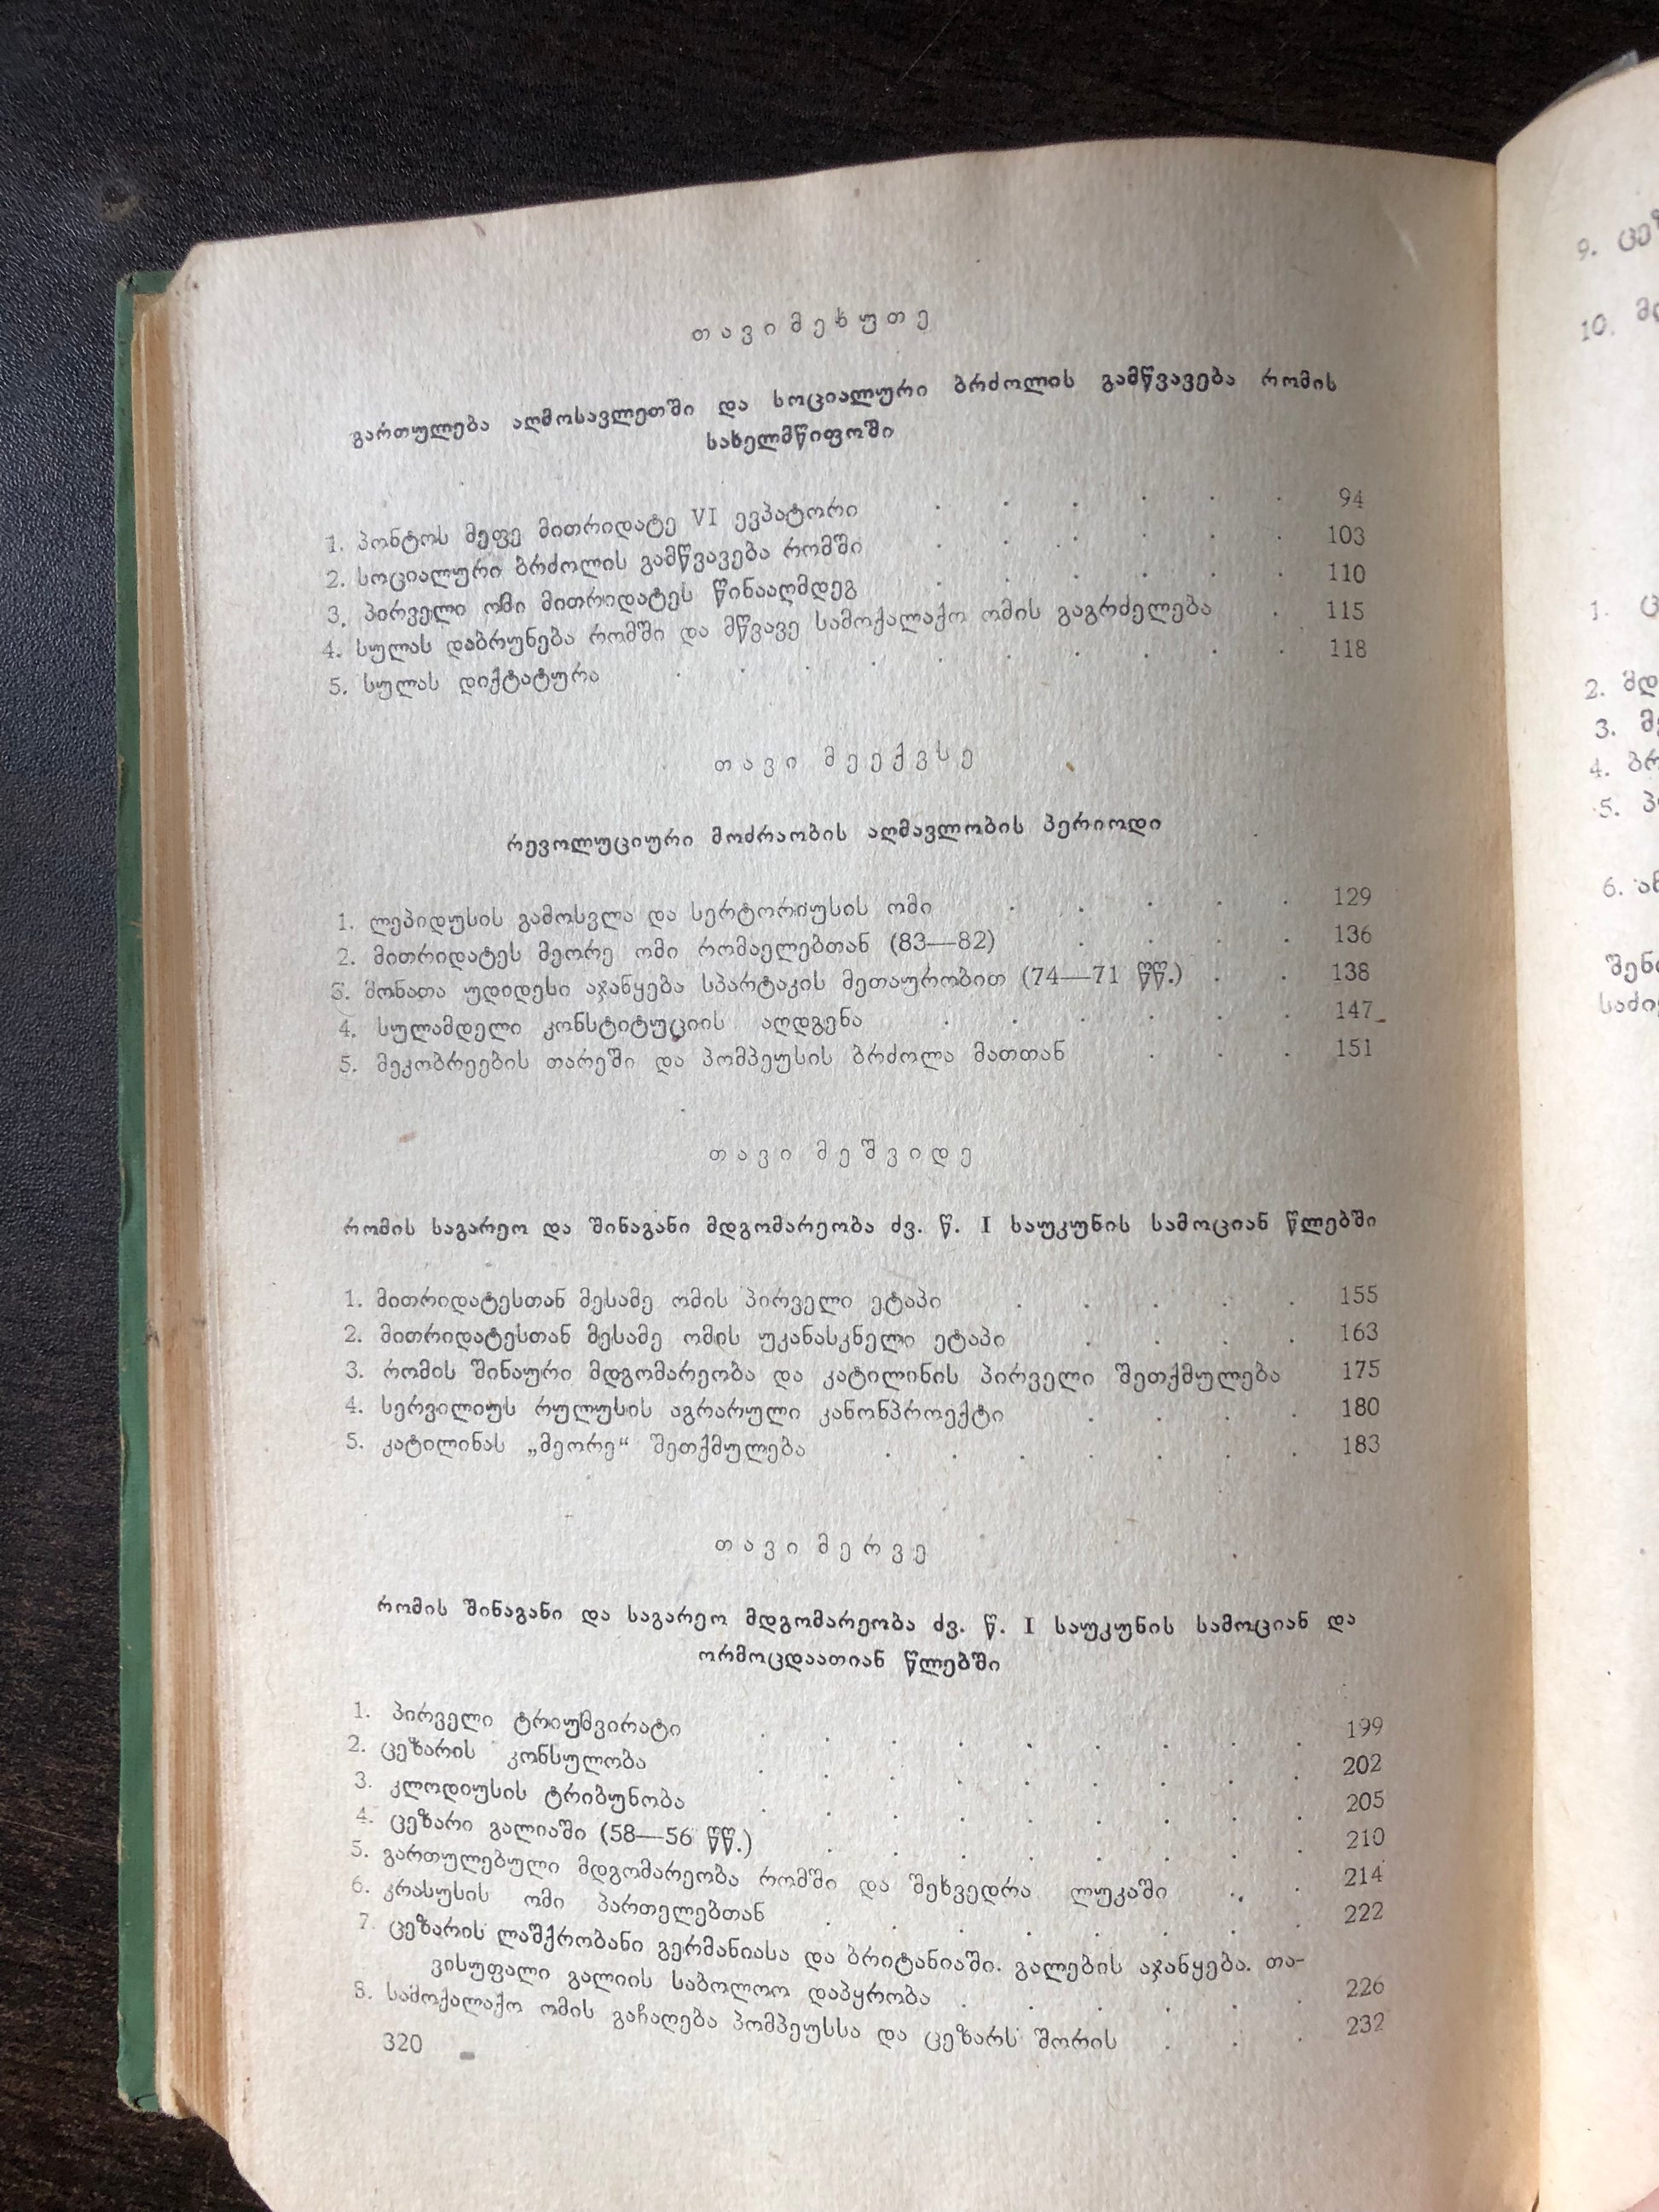 თავი მეხუთე
გართულება აღმოსავლეთში და სოციალური ბრძოლის გამწვავება რომის
სახელმწიფოში
1. პონტოს მეფე მითრიდატე VI ევპატორი . . . . . . 94
2. სოციალური ბრძოლის გამწვავება რომში . . . . . . 103
3. პირველი ომი მითრიდატეს წინააღმდეგ . . . . . . 110
4. სულას დაბრუნება რომში და მწვავე სამოქალაქო ომის გაგრძელება . 115
5. სულას დიქტატურა . . . . . . . . . . 118
თავი მეექვსე
რევოლუციური მოძრაობის აღმავლობის პერიოდი
1. ლეპიდუსის გამოსვლა და სერტორიუსის ომი . . . . . 129
2. მითრიდატეს მეორე ომი რომაელებთან (83—82) . . . . 136
3. მონათა უდიდესი აჯანყება სპარტაკის მეთაურობით (74—71 წწ.) . . 138
4. სულამდელი კონსტიტუციის აღდგენა . . . . . . 147
5. მეკობრეების თარეში და პომპეუსის ბრძოლა მათთან . . . 151
თავი მეშვიდე
რომის საგარეო და შინაგანი მდგომარეობა ძვ. წ. I საუკუნის სამოციან წლებში
1. მითრიდატესთან მესამე ომის პირველი ეტაპი . . . . . 155
2. მითრიდატესთან მესამე ომის უკანასკნელი ეტაპი . . . . 163
3. რომის შინაური მდგომარეობა და კატილინის პირველი შეთქმულება 175
4. სერვილიუს რულუსის აგრარული კანონპროექტი . . . . 180
5. კატილინას „მეორე“ შეთქმულება . . . . . . . 183
თავი მერვე
რომის შინაგანი და საგარეო მდგომარეობა ძვ. წ. I საუკუნის სამოციან და
ორმოცდაათიან წლებში
1. პირველი ტრიუმვირატი . . . . . . . . . 199
2. ცეზარის კონსულობა . . . . . . . . . 202
3. კლოდიუსის ტრიბუნობა . . . . . . . . . 205
4. ცეზარი გალიაში (58—56 წწ.) . . . . . . . . 210
5. გართულებული მდგომარეობა რომში და შეხვედრა ლუკაში . . . 214
6. კრასუსის ომი პართელებთან . . . . . . . . 222
7. ცეზარის ლაშქრობანი გერმანიასა და ბრიტანიაში. გალების აჯანყება. თა-
ვისუფალი გალიის საბოლოო დაპყრობა . . . . . . 226
8. სამოქალაქო ომის გაჩაღება პომპეუსსა და ცეზარს შორის . . . 232
320
9. ცეზ
10.
1.
2.
3.
4.
5.
6.